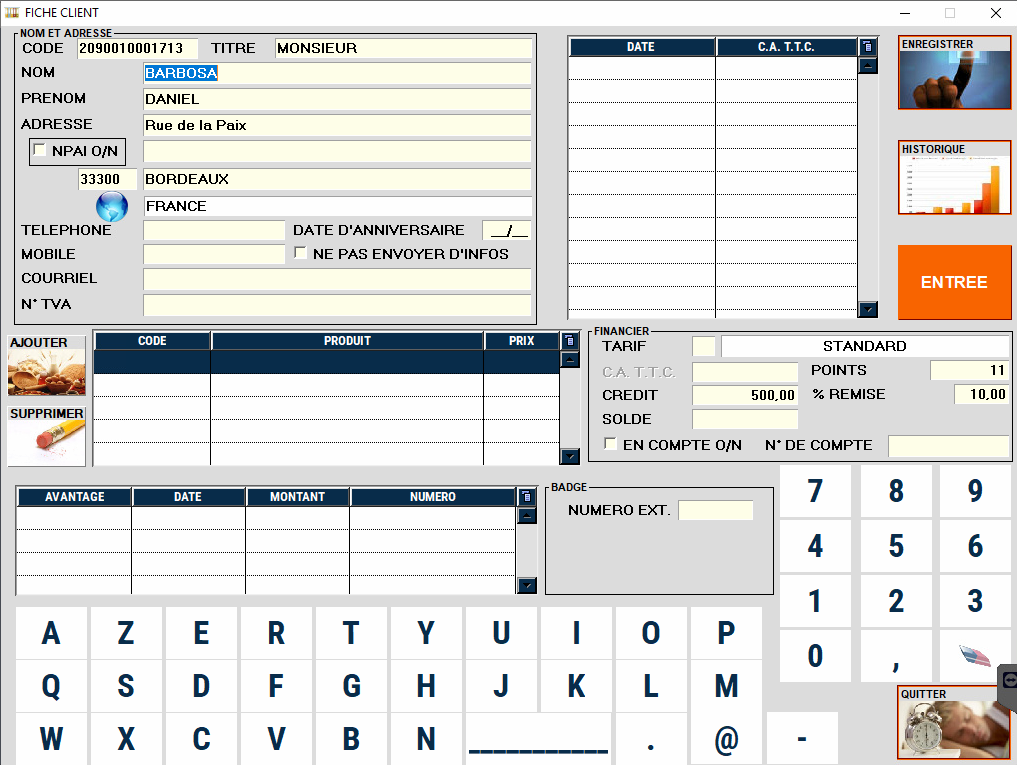 FICHE CLIENT
NOM ET ADRESSE
CODE 2090010001713 TITRE MONSIEUR
NOM BARBOSA
PRENOM DANIEL
ADRESSE Rue de la Paix
NPAI O/N
33300 BORDEAUX
FRANCE
TELEPHONE DATE D'ANNIVERSAIRE __/__
MOBILE NE PAS ENVOYER D'INFOS
COURRIEL
N° TVA
DATE C.A. T.T.C.
ENREGISTRER
HISTORIQUE
ENTREE
AJOUTER
SUPPRIMER
CODE PRODUIT PRIX
FINANCIER
TARIF STANDARD
C.A. T.T.C. POINTS 11
CREDIT 500,00 % REMISE 10,00
SOLDE
EN COMPTE O/N N° DE COMPTE
AVANTAGE DATE MONTANT NUMERO
BADGE
NUMERO EXT.
7 8 9
4 5 6
1 2 3
0 ,
A Z E R T Y U I O P
Q S D F G H J K L M
W X C V B N . @ -
QUITTER